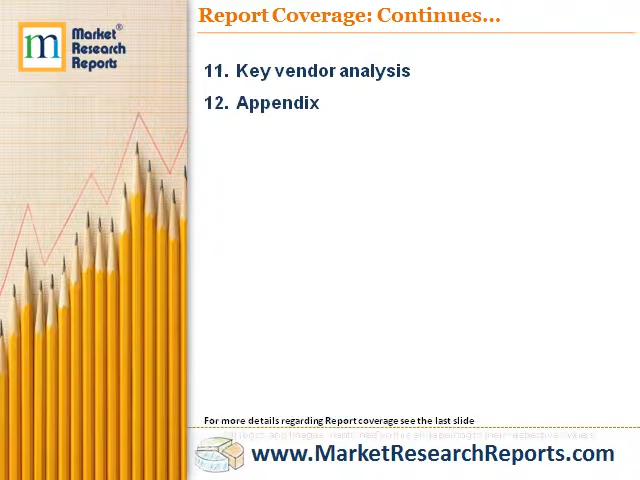 Report Coverage: Continues...
m
Market®
Research
Reports
11. Key vendor analysis
12. Appendix
For more details regarding Report coverage see the last slide
www.MarketResearchReports.com